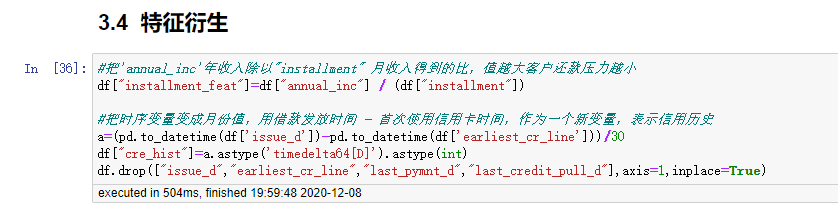 3.4 特征衍生
In [36]: #把'annual_inc'年收入除以"installment" 月收入得到的比，值越大客户还款压力越小
df["installment_feat"]=df["annual_inc"] / (df["installment"])
#把时序变量变成月份值，用借款发放时间 - 首次使用信用卡时间，作为一个新变量，表示信用历史
a=(pd.to_datetime(df['issue_d'])-pd.to_datetime(df['earliest_cr_line']))/30
df["cre_hist"]=a.astype('timedelta64[D]').astype(int)
df.drop(["issue_d","earliest_cr_line","last_pymnt_d","last_credit_pull_d"],axis=1,inplace=True)
executed in 504ms, finished 19:59:48 2020-12-08